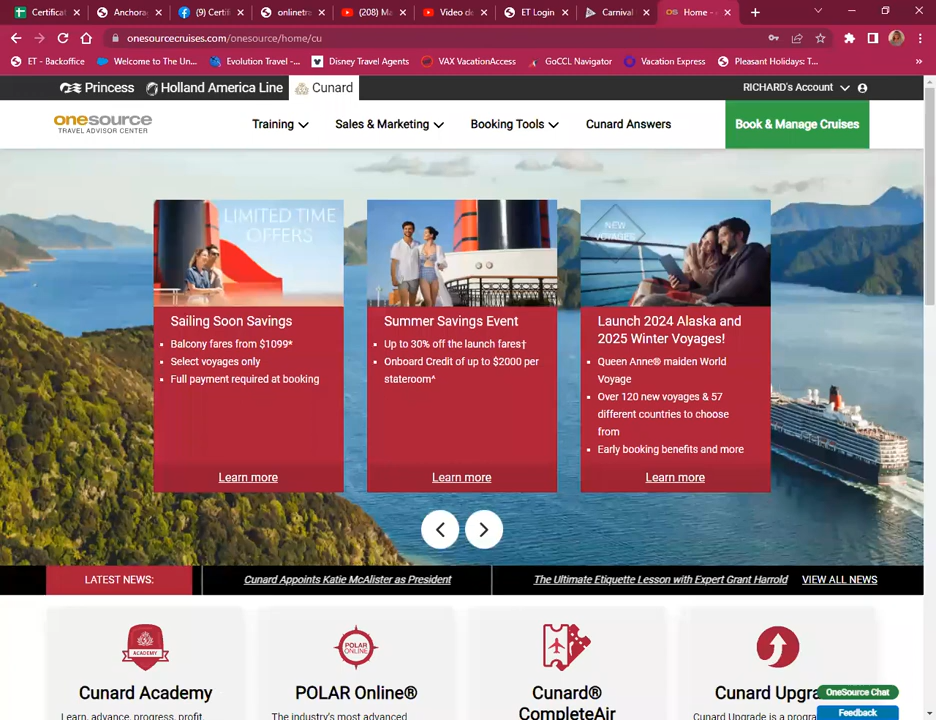 Certificat
Anchorag
(9) Certifi
onlinetra
(208) Ma
Video de
ET Login
Carnival
Home -
onesourcecruises.com/onesource/home/cu
ET - Backoffice
Welcome to The Un...
Evolution Travel -...
Disney Travel Agents
VAX VacationAccess
GoCCL Navigator
Vacation Express
Pleasant Holidays: T...
»
Princess
Holland America Line
Cunard
RICHARD's Account
onesource
TRAVEL ADVISOR CENTER
Training
Sales & Marketing
Booking Tools
Cunard Answers
Book & Manage Cruises
LIMITED TIME
OFFERS
Sailing Soon Savings
Balcony fares from $1099*
Select voyages only
Full payment required at booking
Learn more
Summer Savings Event
Up to 30% off the launch fares†
Onboard Credit of up to $2000 per
stateroom^
Learn more
NEW
VOYAGES
Launch 2024 Alaska and
2025 Winter Voyages!
Queen Anne® maiden World
Voyage
Over 120 new voyages & 57
different countries to choose
from
Early booking benefits and more
Learn more
LATEST NEWS:
Cunard Appoints Katie McAlister as President
The Ultimate Etiquette Lesson with Expert Grant Harrold
VIEW ALL NEWS
ACADEMY
Cunard Academy
Learn, advance, progress, profit.
POLAR
ONLINE
POLAR Online®
The industry's most advanced
Cunard®
CompleteAir
Cunard Upgra
Cunard Upgrade is a progra
OneSource Chat
Feedback